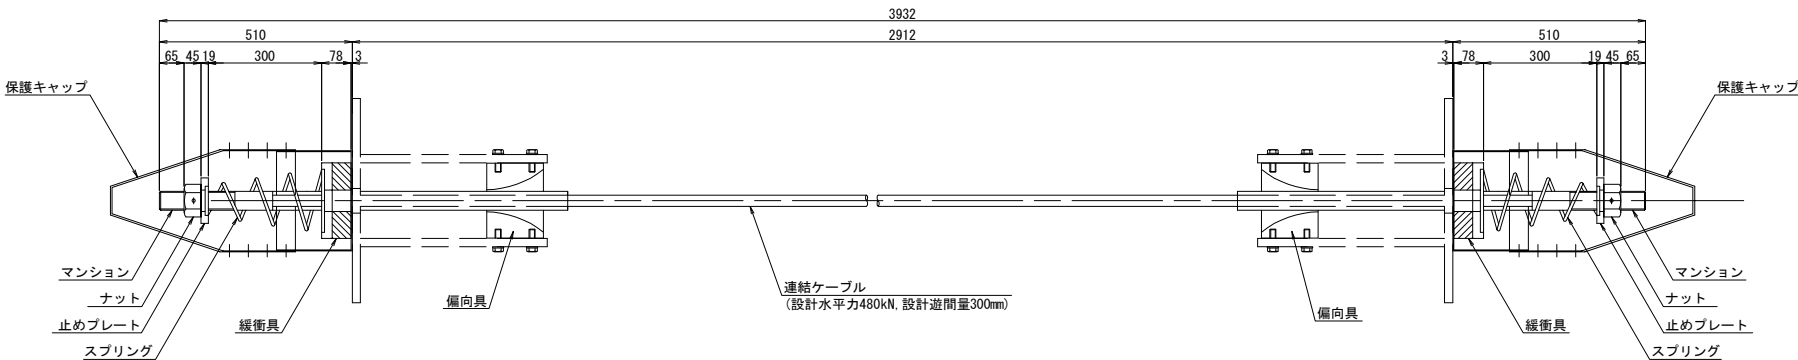 3932
510
2912
510
65
45
19
300
78
3
3
78
300
19
45
65
保護キャップ
保護キャップ
マンション
ナット
止めプレート
スプリング
緩衝具
偏向具
連結ケーブル
(設計水平力480kN, 設計遊間量300mm)
偏向具
緩衝具
マンション
ナット
止めプレート
スプリング